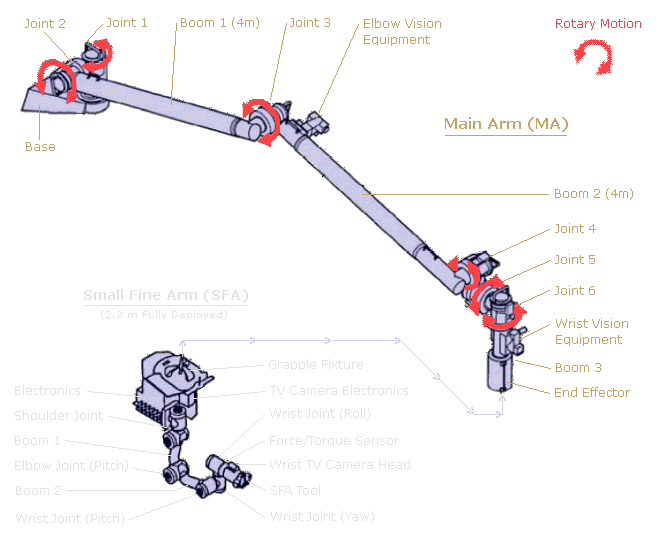 Joint 2
Joint 1
Boom 1 (4m)
Joint 3
Elbow Vision
Equipment
Rotary Motion
Base
Main Arm (MA)
Boom 2 (4m)
Joint 4
Joint 5
Joint 6
Wrist Vision
Equipment
Boom 3
End Effector
Small Fine Arm (SFA)
(2.2 m Fully Deployed)
Grapple Fixture
Electronics
TV Camera Electronics
Shoulder Joint
Wrist Joint (Roll)
Boom 1
Force/Torque Sensor
Elbow Joint (Pitch)
Wrist TV Camera Head
Boom 2
SFA Tool
Wrist Joint (Pitch)
Wrist Joint (Yaw)